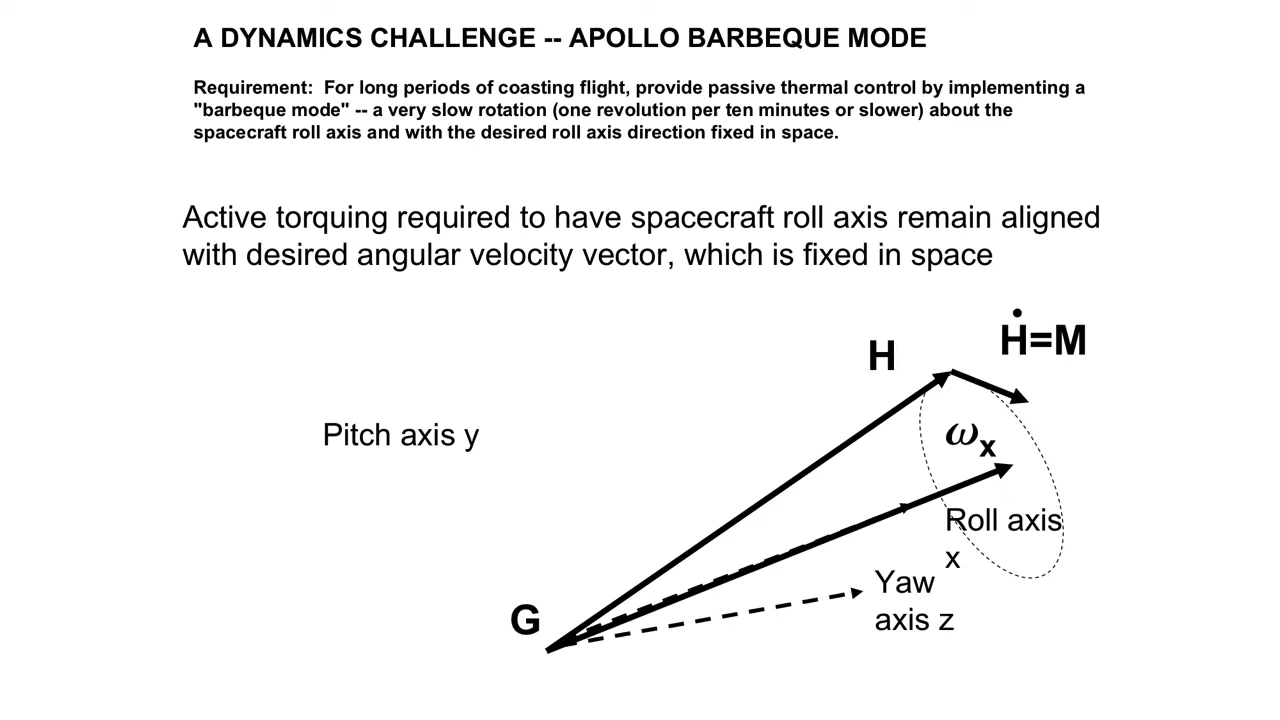 A DYNAMICS CHALLENGE -- APOLLO BARBEQUE MODE
Requirement:  For long periods of coasting flight, provide passive thermal control by implementing a
"barbeque mode" -- a very slow rotation (one revolution per ten minutes or slower) about the
spacecraft roll axis and with the desired roll axis direction fixed in space.
Active torquing required to have spacecraft roll axis remain aligned
with desired angular velocity vector, which is fixed in space
Ḣ=M
H
Pitch axis y
ωx
Roll axis
x
Yaw
axis z
G